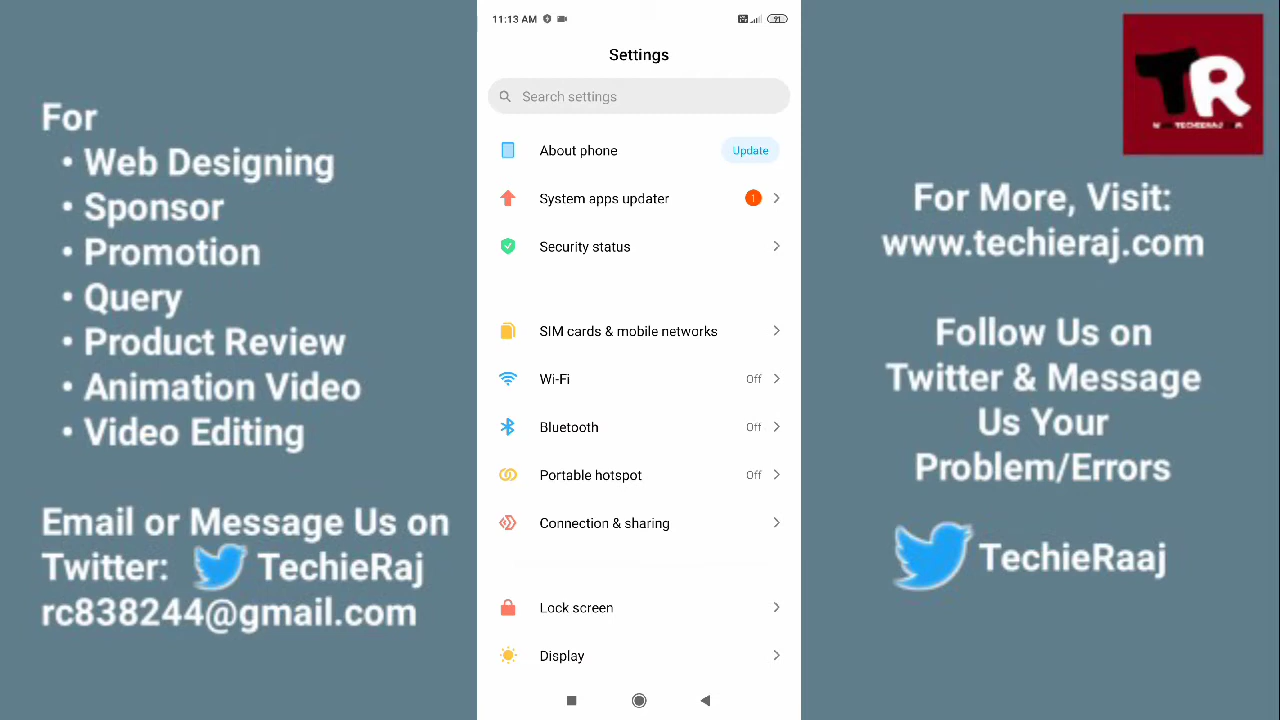 For
• Web Designing
• Sponsor
• Promotion
• Query
• Product Review
• Animation Video
• Video Editing
Email or Message Us on
Twitter: TechieRaj
rc838244@gmail.com
11:13 AM
91
Settings
Search settings
About phone Update
System apps updater 1
Security status
SIM cards & mobile networks
Wi-Fi Off
Bluetooth Off
Portable hotspot Off
Connection & sharing
Lock screen
Display
TR
For More, Visit:
www.techieraj.com
Follow Us on
Twitter & Message
Us Your
Problem/Errors
TechieRaaj